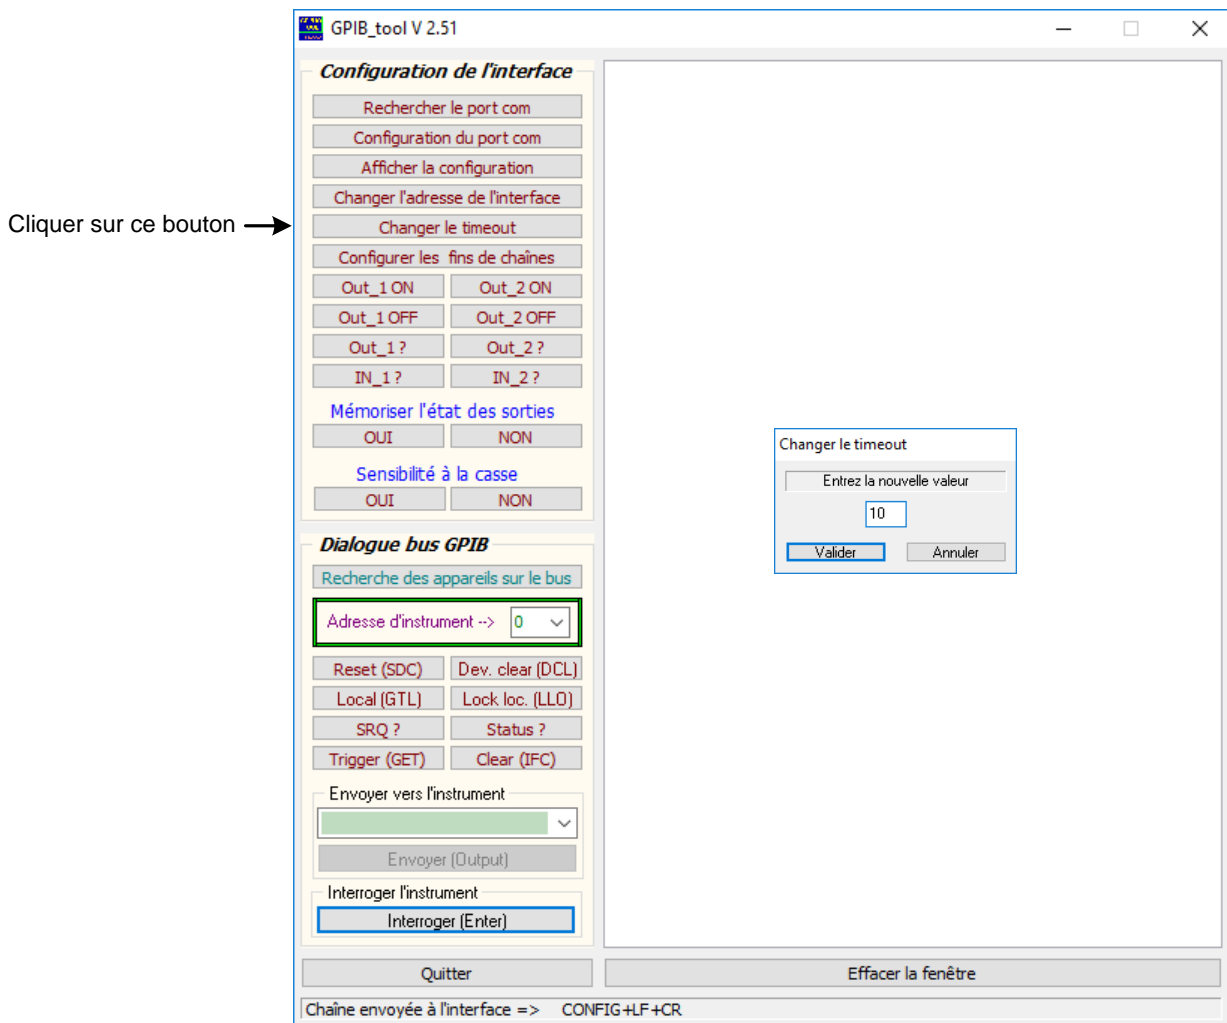 GPIB_tool V 2.51
Configuration de l'interface
Rechercher le port com
Configuration du port com
Afficher la configuration
Changer l'adresse de l'interface
Cliquer sur ce bouton
Changer le timeout
Configurer les fins de chaînes
Out_1 ON Out_2 ON
Out_1 OFF Out_2 OFF
Out_1 ? Out_2 ?
IN_1 ? IN_2 ?
Mémoriser l'état des sorties
OUI NON
Sensibilité à la casse
OUI NON
Changer le timeout
Entrez la nouvelle valeur
10
Valider Annuler
Dialogue bus GPIB
Recherche des appareils sur le bus
Adresse d'instrument --> 0
Reset (SDC) Dev. clear (DCL)
Local (GTL) Lock loc. (LLO)
SRQ ? Status ?
Trigger (GET) Clear (IFC)
Envoyer vers l'instrument
Envoyer (Output)
Interroger l'instrument
Interroger (Enter)
Quitter Effacer la fenêtre
Chaîne envoyée à l'interface => CONFIG+LF+CR